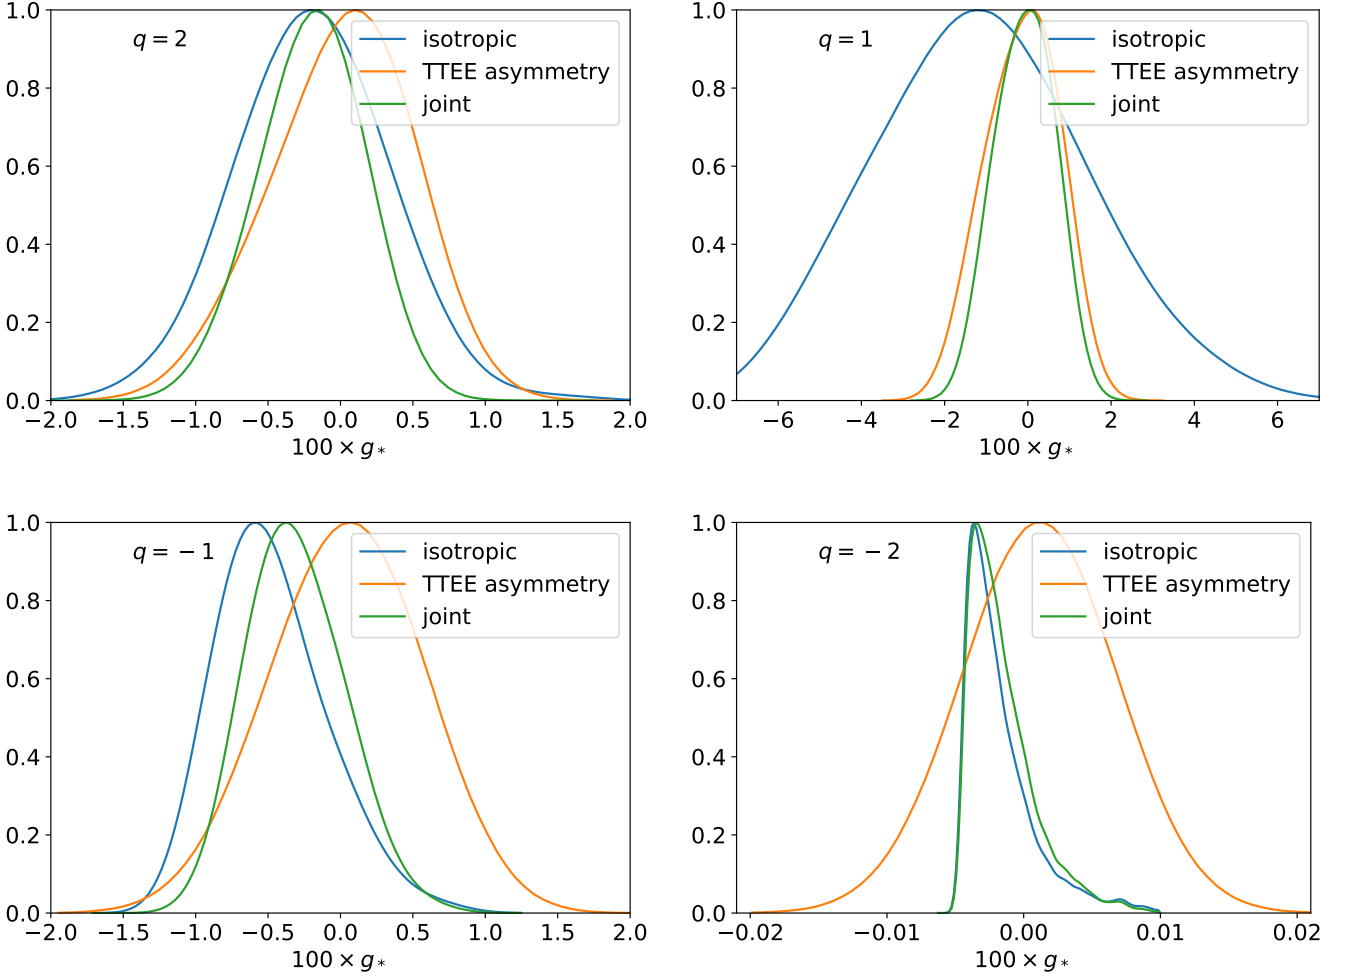 q = 2
isotropic
TTEE asymmetry
joint
1.0
0.8
0.6
0.4
0.2
0.0
−2.0 −1.5 −1.0 −0.5 0.0 0.5 1.0 1.5 2.0
100 × g*
q = 1
isotropic
TTEE asymmetry
joint
1.0
0.8
0.6
0.4
0.2
0.0
−6 −4 −2 0 2 4 6
100 × g*
q = −1
isotropic
TTEE asymmetry
joint
1.0
0.8
0.6
0.4
0.2
0.0
−2.0 −1.5 −1.0 −0.5 0.0 0.5 1.0 1.5 2.0
100 × g*
q = −2
isotropic
TTEE asymmetry
joint
1.0
0.8
0.6
0.4
0.2
0.0
−0.02 −0.01 0.00 0.01 0.02
100 × g*